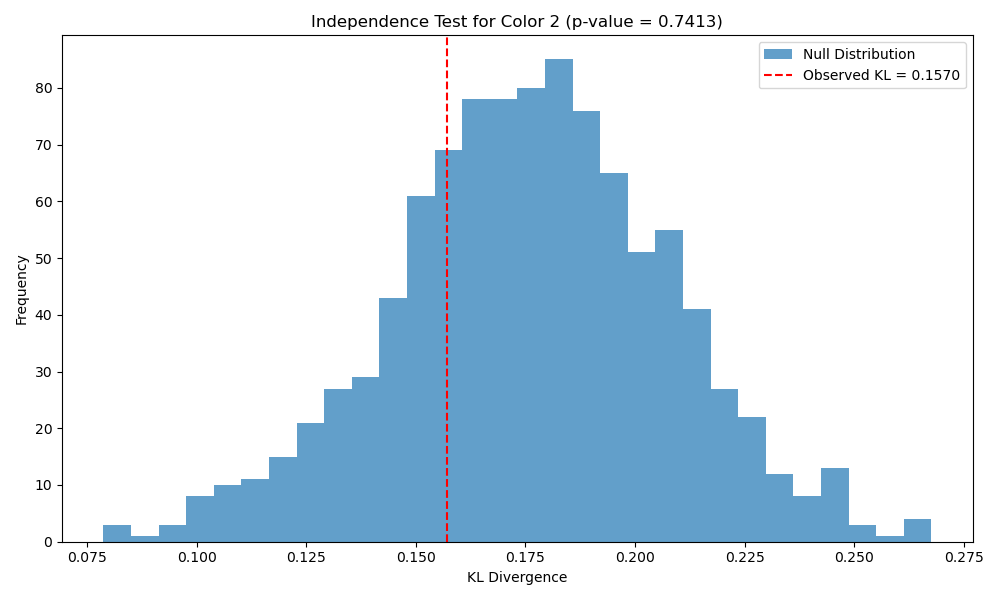 Independence Test for Color 2 (p-value = 0.7413)
Null Distribution
Observed KL = 0.1570
Frequency
80
70
60
50
40
30
20
10
0
0.075 0.100 0.125 0.150 0.175 0.200 0.225 0.250 0.275
KL Divergence